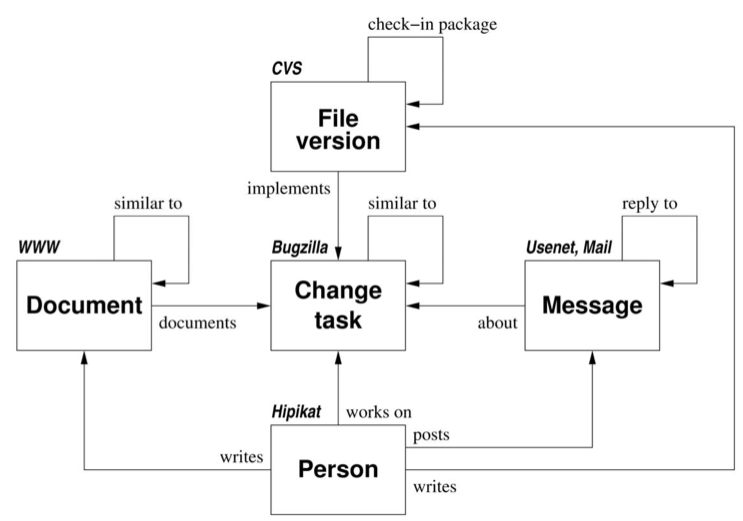 check−in package
CVS
File
version
implements
similar to
similar to
reply to
WWW
Bugzilla
Usenet, Mail
Document
Change
task
Message
documents
about
Hipikat
works on
posts
writes
Person
writes